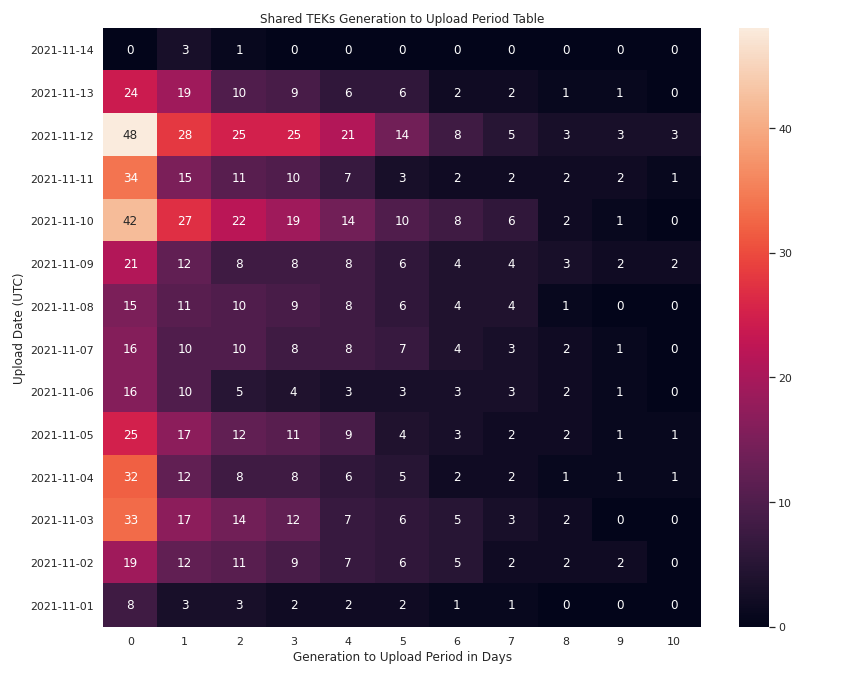 Shared TEKs Generation to Upload Period Table
2021-11-14 0 3 1 0 0 0 0 0 0 0 0
2021-11-13 24 19 10 9 6 6 2 2 1 1 0
2021-11-12 48 28 25 25 21 14 8 5 3 3 3
2021-11-11 34 15 11 10 7 3 2 2 2 2 1
2021-11-10 42 27 22 19 14 10 8 6 2 1 0
2021-11-09 21 12 8 8 8 6 4 4 3 2 2
2021-11-08 15 11 10 9 8 6 4 4 1 0 0
2021-11-07 16 10 10 8 8 7 4 3 2 1 0
2021-11-06 16 10 5 4 3 3 3 3 2 1 0
2021-11-05 25 17 12 11 9 4 3 2 2 1 1
2021-11-04 32 12 8 8 6 5 2 2 1 1 1
2021-11-03 33 17 14 12 7 6 5 3 2 0 0
2021-11-02 19 12 11 9 7 6 5 2 2 2 0
2021-11-01 8 3 3 2 2 2 1 1 0 0 0
0 1 2 3 4 5 6 7 8 9 10
Generation to Upload Period in Days
Upload Date (UTC)
40
30
20
10
0